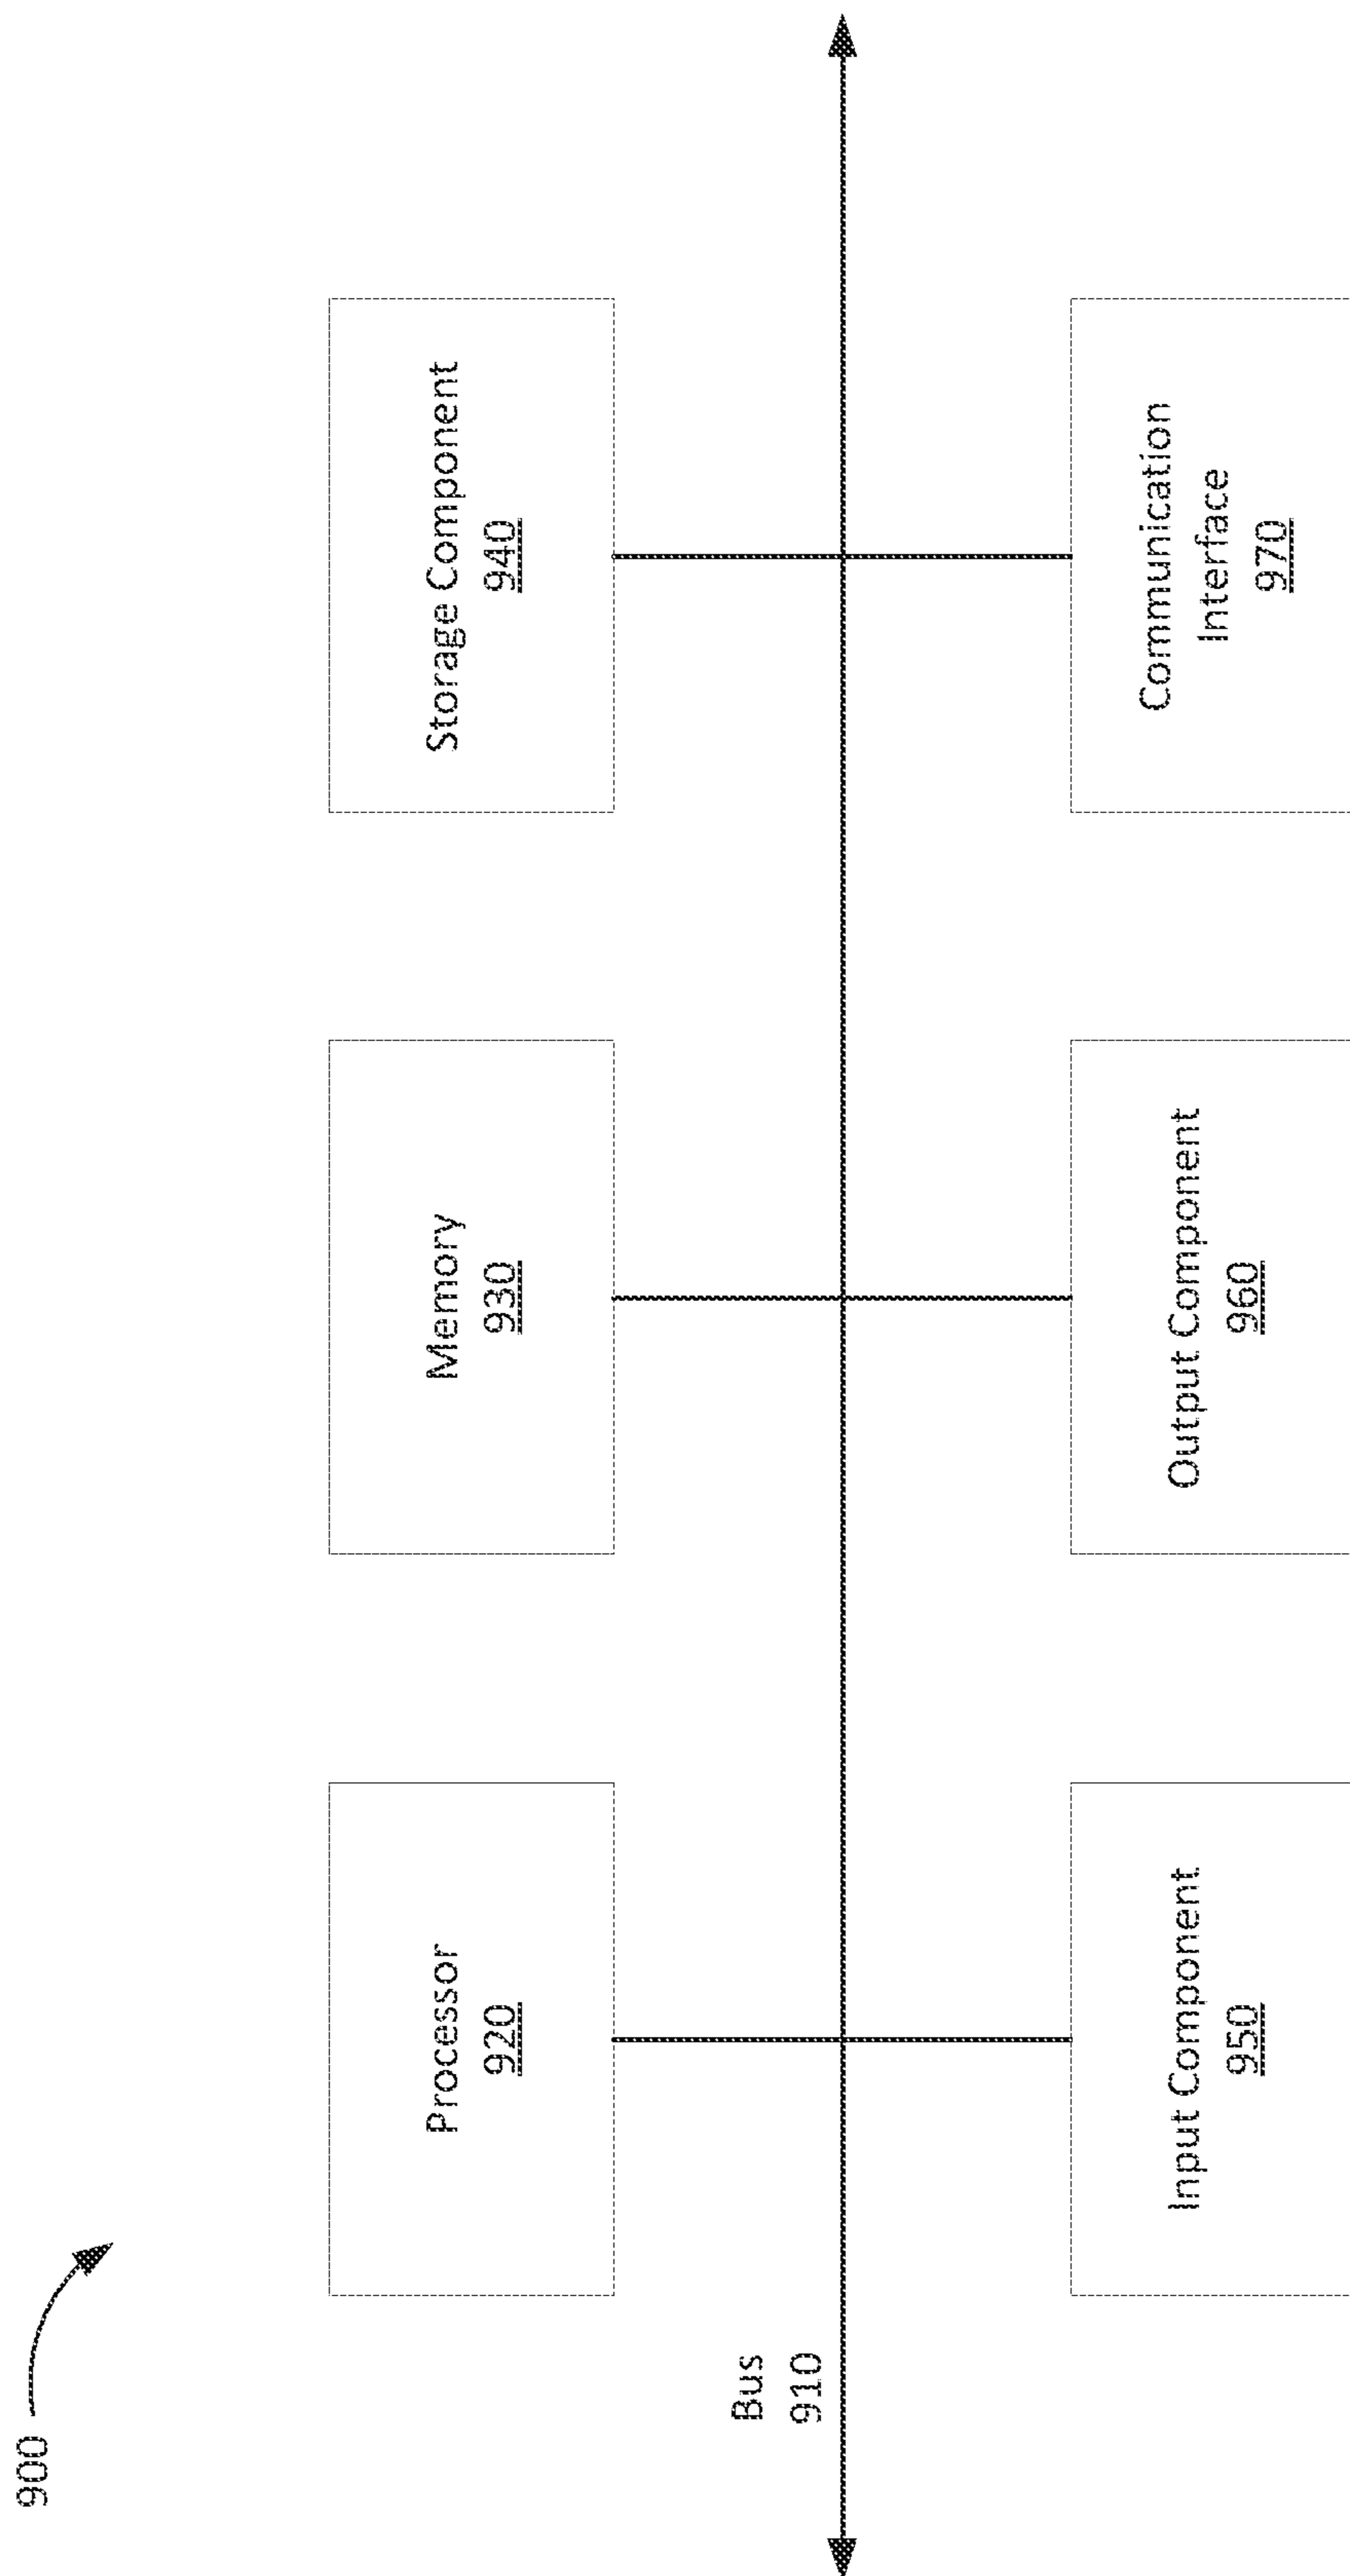 900
Processor
920
Memory
930
Storage Component
940
Bus
910
Input Component
950
Output Component
960
Communication
Interface
970